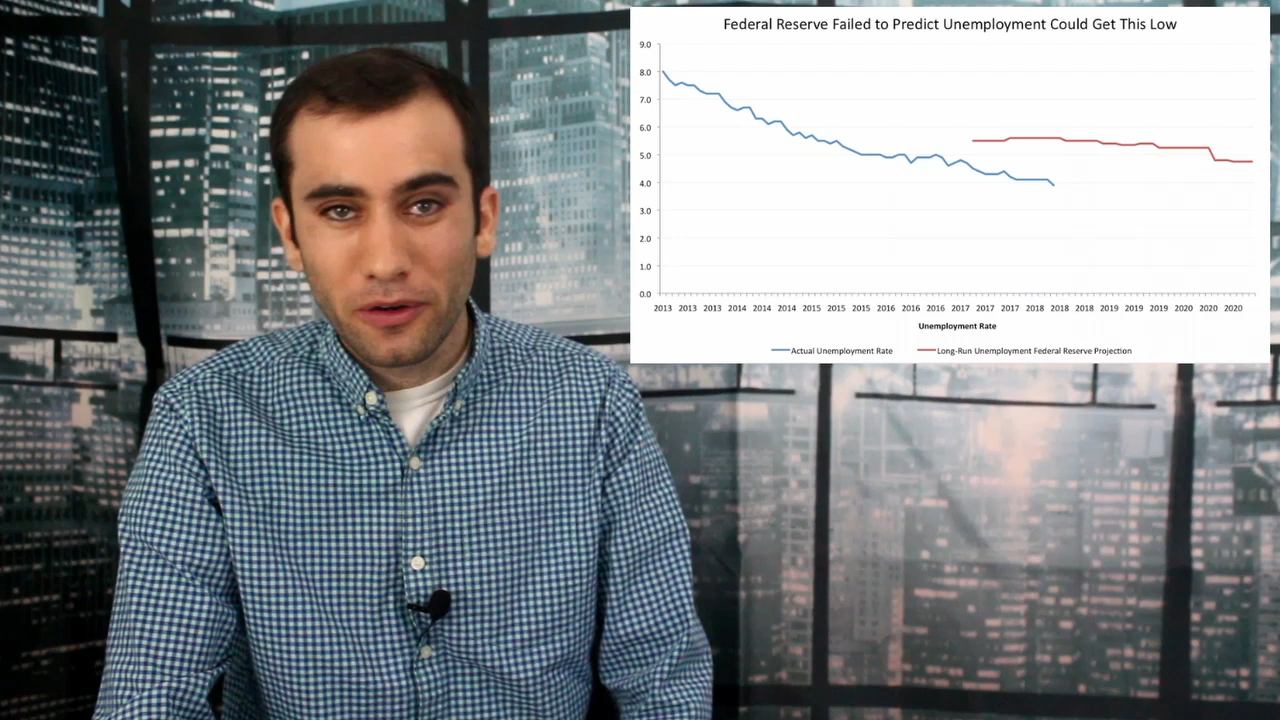 Federal Reserve Failed to Predict Unemployment Could Get This Low
9.0
8.0
7.0
6.0
5.0
4.0
3.0
2.0
1.0
0.0
2013 2013 2013 2014 2014 2014 2015 2015 2015 2016 2016 2016 2017 2017 2017 2018 2018 2018 2019 2019 2019 2020 2020 2020
Unemployment Rate
Actual Unemployment Rate Long-Run Unemployment Federal Reserve Projection